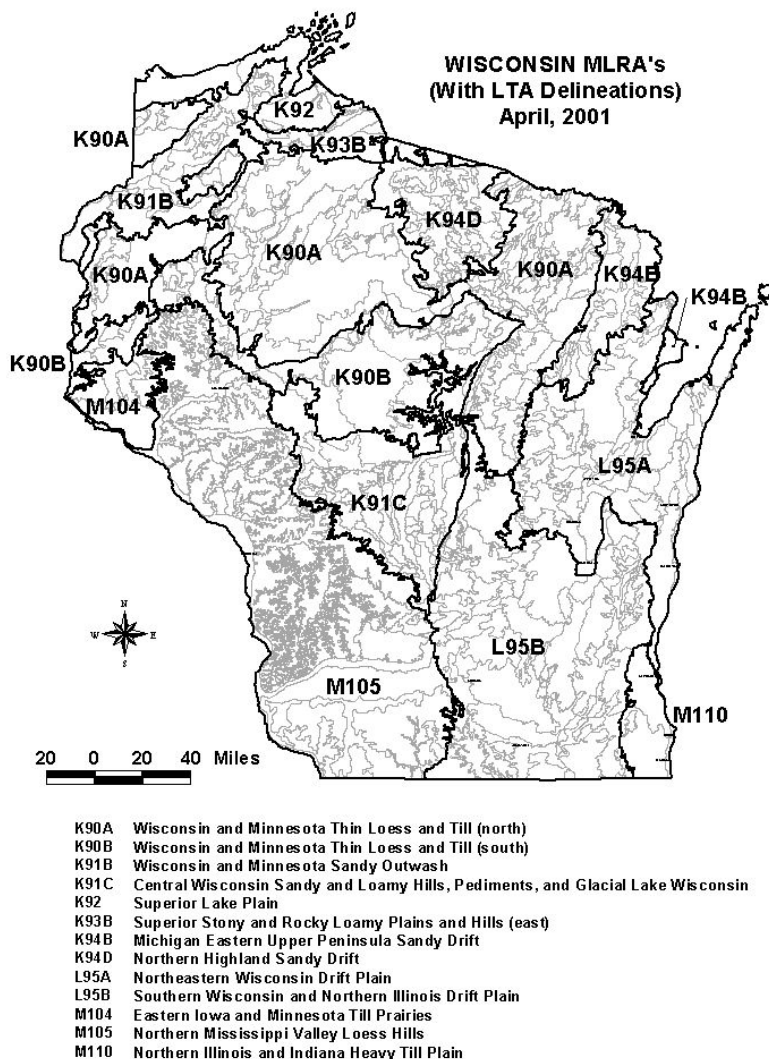 WISCONSIN MLRA's
(With LTA Delineations)
April, 2001
K92
K90A
K93B*
K91B
K94D
K90A
K90A
K94B
K90A
K94B
K90B
K90B
M104
L95A
K91C
N
W E
S
L95B
M105
M110
20 0 20 40 Miles
K90A Wisconsin and Minnesota Thin Loess and Till (north)
K90B Wisconsin and Minnesota Thin Loess and Till (south)
K91B Wisconsin and Minnesota Sandy Outwash
K91C Central Wisconsin Sandy and Loamy Hills, Pediments, and Glacial Lake Wisconsin
K92 Superior Lake Plain
K93B Superior Stony and Rocky Loamy Plains and Hills (east)
K94B Michigan Eastern Upper Peninsula Sandy Drift
K94D Northern Highland Sandy Drift
L95A Northeastern Wisconsin Drift Plain
L95B Southern Wisconsin and Northern Illinois Drift Plain
M104 Eastern Iowa and Minnesota Till Prairies
M105 Northern Mississippi Valley Loess Hills
M110 Northern Illinois and Indiana Heavy Till Plain